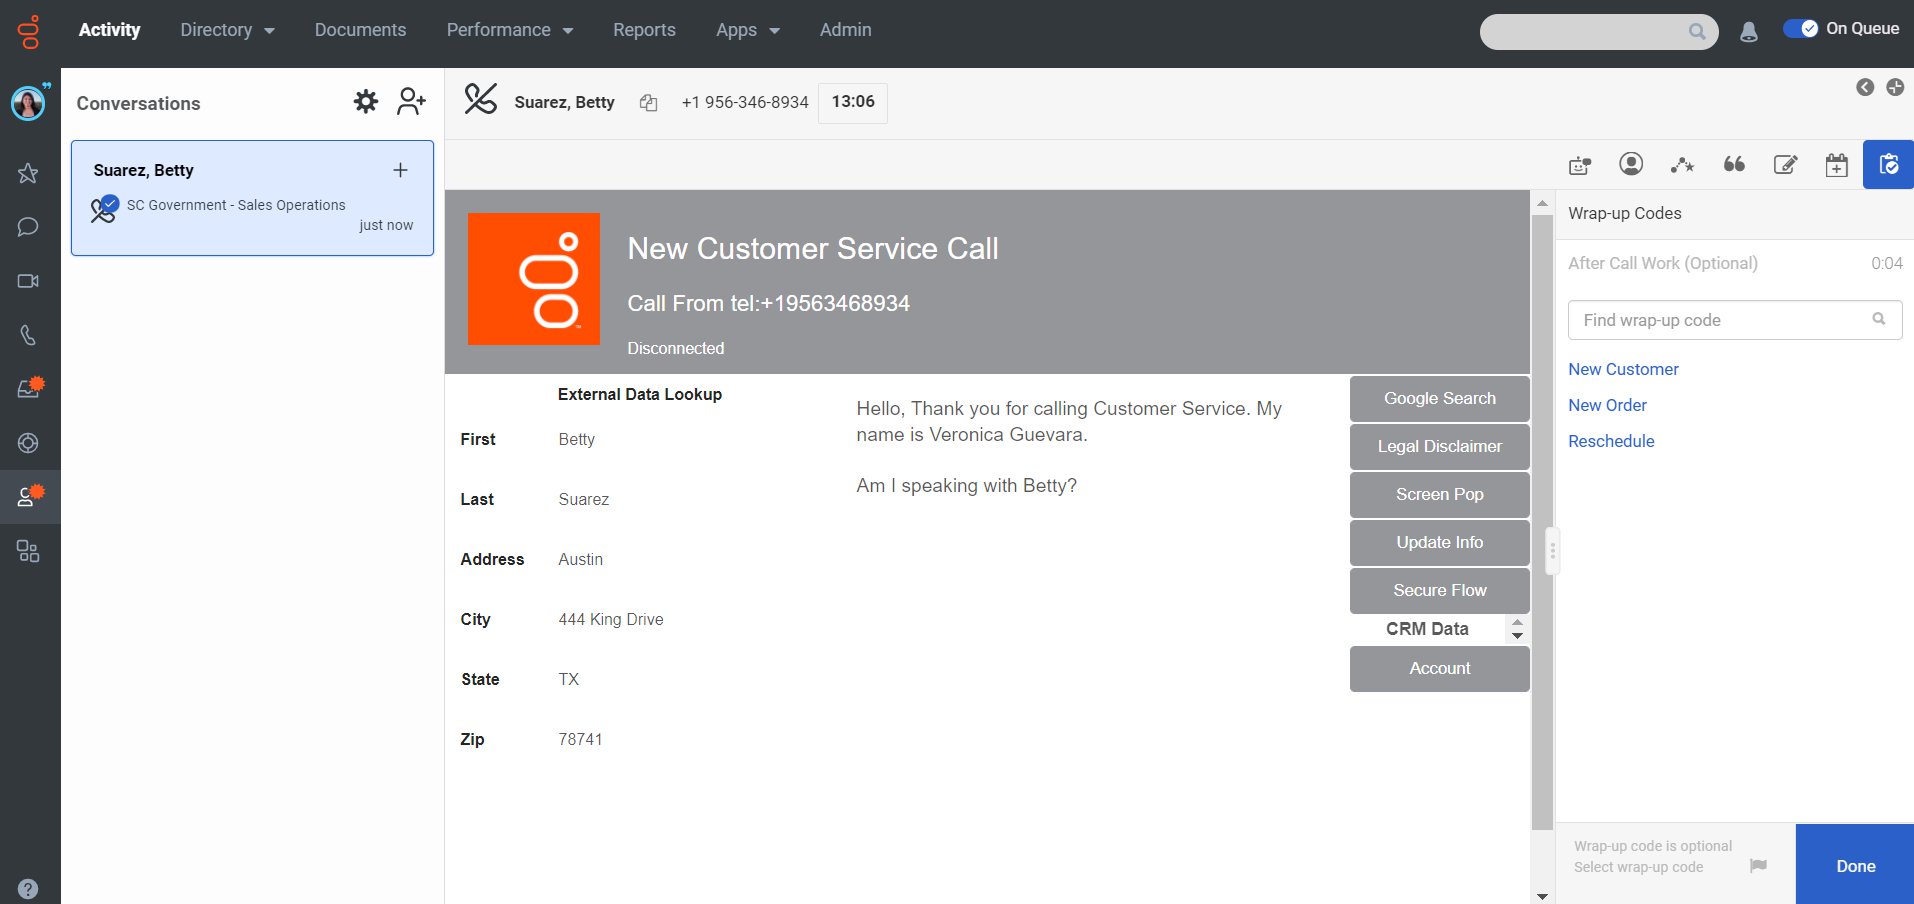 Activity
Directory
Documents
Performance
Reports
Apps
Admin
On Queue
Conversations
Suarez, Betty
SC Government - Sales Operations
just now
Suarez, Betty
+1 956-346-8934
13:06
New Customer Service Call
Call From tel:+19563468934
Disconnected
External Data Lookup
First
Betty
Last
Suarez
Address
Austin
City
444 King Drive
State
TX
Zip
78741
Hello, Thank you for calling Customer Service. My
name is Veronica Guevara.
Am I speaking with Betty?
Google Search
Legal Disclaimer
Screen Pop
Update Info
Secure Flow
CRM Data
Account
Wrap-up Codes
After Call Work (Optional)
0:04
Find wrap-up code
New Customer
New Order
Reschedule
Wrap-up code is optional
Select wrap-up code
Done